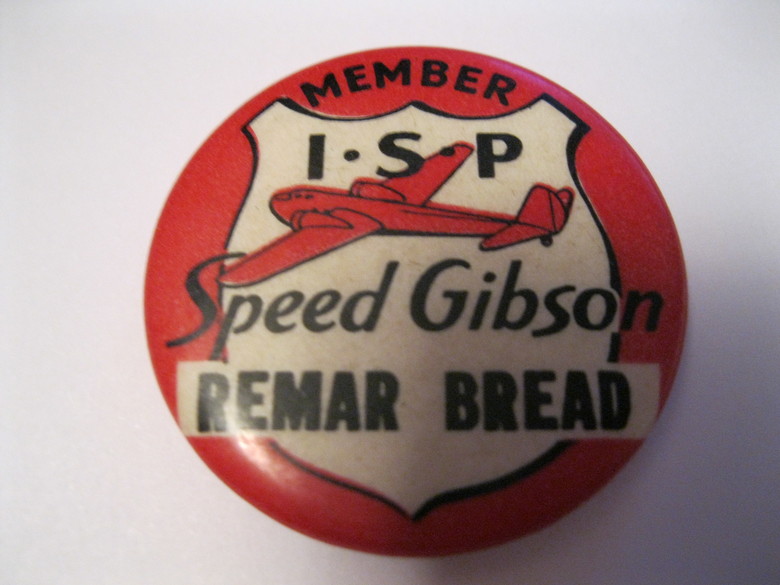 MEMBER
I·S·P
Speed Gibson
REMAR BREAD